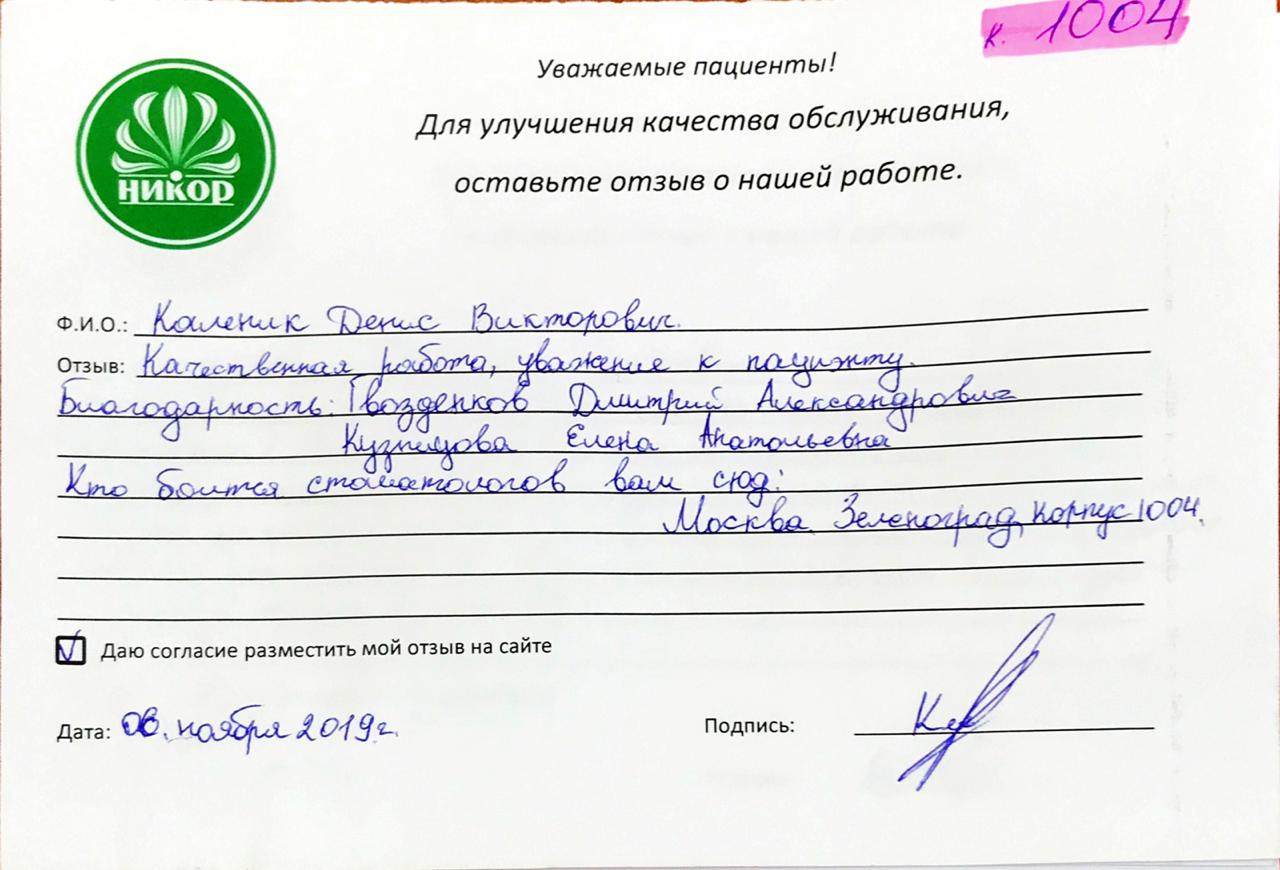 к. 1004
Уважаемые пациенты!
Для улучшения качества обслуживания,
оставьте отзыв о нашей работе.
НИКОР
Ф.И.О.: Каленик Денис Викторович.
Отзыв: Качественная работа, уважение к пациэнту.
Благодарность: Гвозденков Дмитрий Александрович
Кузнецова Елена Анатольевна
Кто боится стоматологов вам сюд:
Москва, Зеленоград, корпус 1004.
Даю согласие разместить мой отзыв на сайте
Дата: 06. ноября 2019г. Подпись: